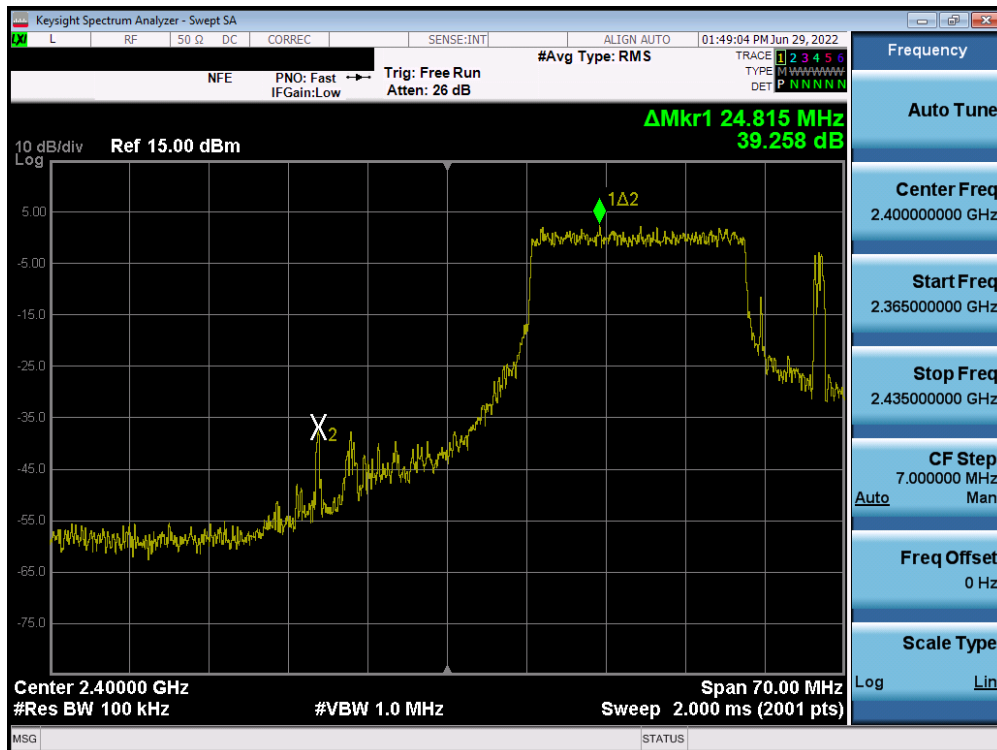 Keysight Spectrum Analyzer - Swept SA
LXI L RF 50 Ω DC CORREC SENSE:INT ALIGN AUTO 01:49:04 PM Jun 29, 2022
Frequency
#Avg Type: RMS
TRACE 1 2 3 4 5 6
TYPE M W W W W W
DET P N N N N N
NFE PNO: Fast Trig: Free Run
IFGain:Low Atten: 26 dB
Auto Tune
ΔMkr1 24.815 MHz
39.258 dB
10 dB/div Ref 15.00 dBm
Log
1Δ2
5.00
-5.00
-15.0
-25.0
-35.0
2
-45.0
-55.0
-65.0
-75.0
Center Freq
2.400000000 GHz
Start Freq
2.365000000 GHz
Stop Freq
2.435000000 GHz
CF Step
7.000000 MHz
Auto Man
Freq Offset
0 Hz
Scale Type
Log Lin
Center 2.40000 GHz Span 70.00 MHz
#Res BW 100 kHz #VBW 1.0 MHz Sweep 2.000 ms (2001 pts)
MSG STATUS